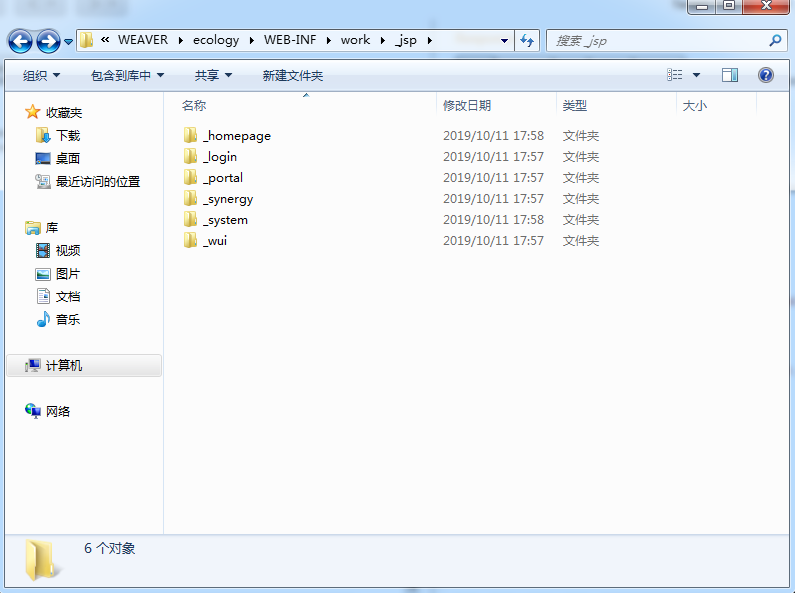 « WEAVER ▸ ecology ▸ WEB-INF ▸ work ▸ _jsp ▸
搜索 _jsp
组织 包含到库中 共享 新建文件夹
名称 修改日期 类型 大小
收藏夹
下载
桌面
最近访问的位置
库
视频
图片
文档
音乐
计算机
网络
_homepage 2019/10/11 17:58 文件夹
_login 2019/10/11 17:57 文件夹
_portal 2019/10/11 17:57 文件夹
_synergy 2019/10/11 17:57 文件夹
_system 2019/10/11 17:58 文件夹
_wui 2019/10/11 17:57 文件夹
6 个对象